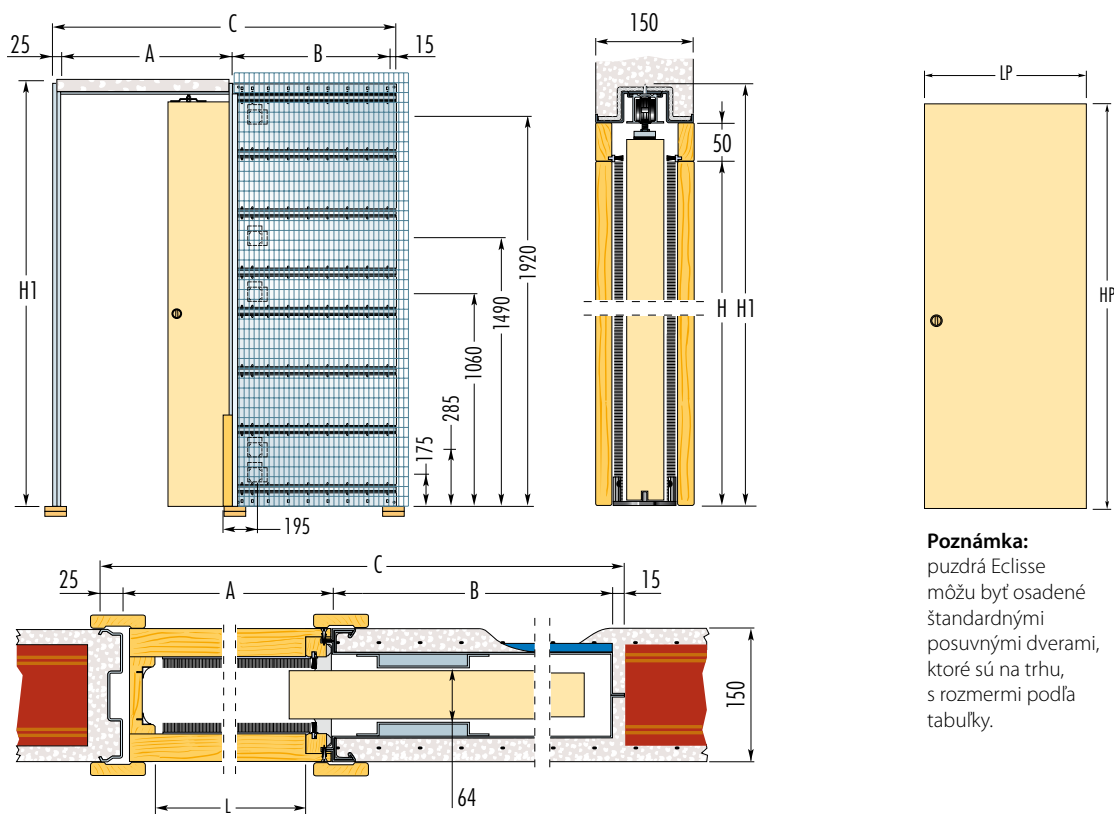 C
25
A
B
15
H1
1920
1490
1060
285
175
195
150
50
H
H1
LP
HP
Poznámka:
puzdrá Eclisse
môžu byť osadené
štandardnými
posuvnými dverami,
ktoré sú na trhu,
s rozmermi podľa
tabuľky.
C
25
A
B
15
150
64
L